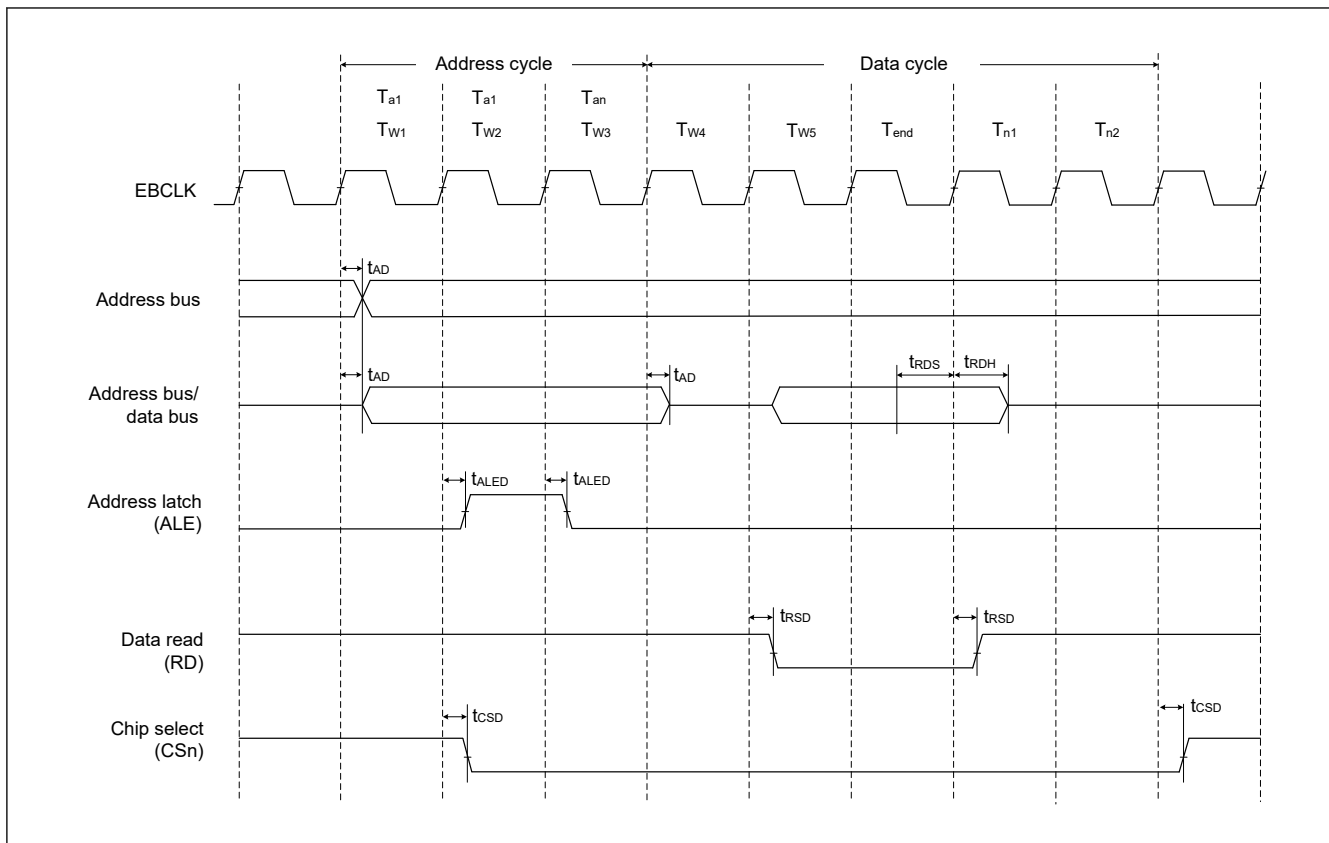 Address cycle Data cycle
Ta1 Ta1 Tan
TW1 TW2 TW3 TW4 TW5 Tend Tn1 Tn2
EBCLK
tAD
Address bus
tAD tAD tRDS tRDH
Address bus/
data bus
tALED tALED
Address latch
(ALE)
tRSD tRSD
Data read
(RD)
tCSD tCSD
Chip select
(CSn)